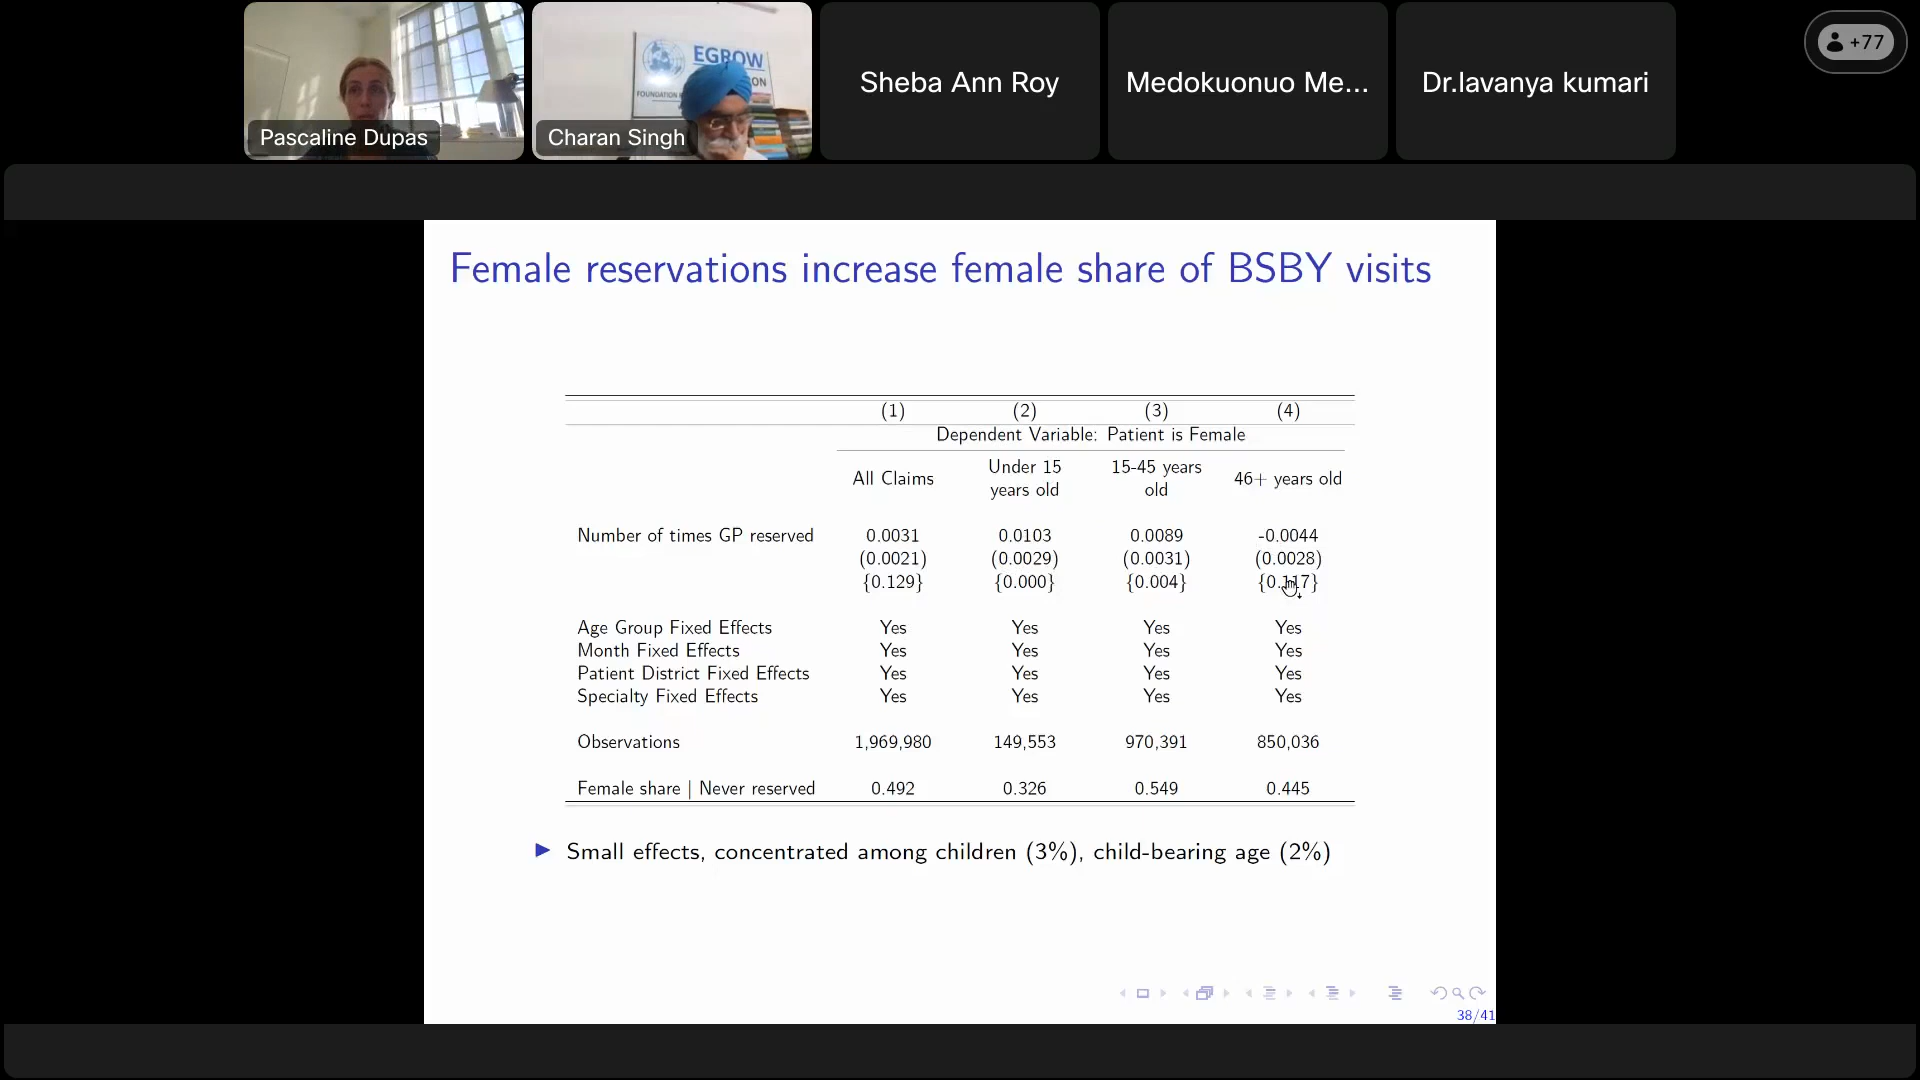 EGROW
ON
FOUNDATION
Pascaline Dupas
Charan Singh
Sheba Ann Roy
Medokuonuo Me...
Dr.lavanya kumari
+77
Female reservations increase female share of BSBY visits
(1) (2) (3) (4)
Dependent Variable: Patient is Female
All Claims Under 15 years old 15-45 years old 46+ years old
Number of times GP reserved 0.0031 0.0103 0.0089 -0.0044
(0.0021) (0.0029) (0.0031) (0.0028)
{0.129} {0.000} {0.004} {0.117}
Age Group Fixed Effects Yes Yes Yes Yes
Month Fixed Effects Yes Yes Yes Yes
Patient District Fixed Effects Yes Yes Yes Yes
Specialty Fixed Effects Yes Yes Yes Yes
Observations 1,969,980 149,553 970,391 850,036
Female share | Never reserved 0.492 0.326 0.549 0.445
Small effects, concentrated among children (3%), child-bearing age (2%)
38/41